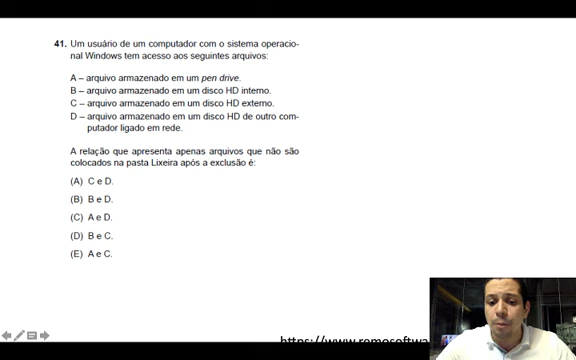 41. Um usuário de um computador com o sistema operacio-
nal Windows tem acesso aos seguintes arquivos:
A – arquivo armazenado em um pen drive.
B – arquivo armazenado em um disco HD interno.
C – arquivo armazenado em um disco HD externo.
D – arquivo armazenado em um disco HD de outro com-
putador ligado em rede.
A relação que apresenta apenas arquivos que não são
colocados na pasta Lixeira após a exclusão é:
(A) C e D.
(B) B e D.
(C) A e D.
(D) B e C.
(E) A e C.